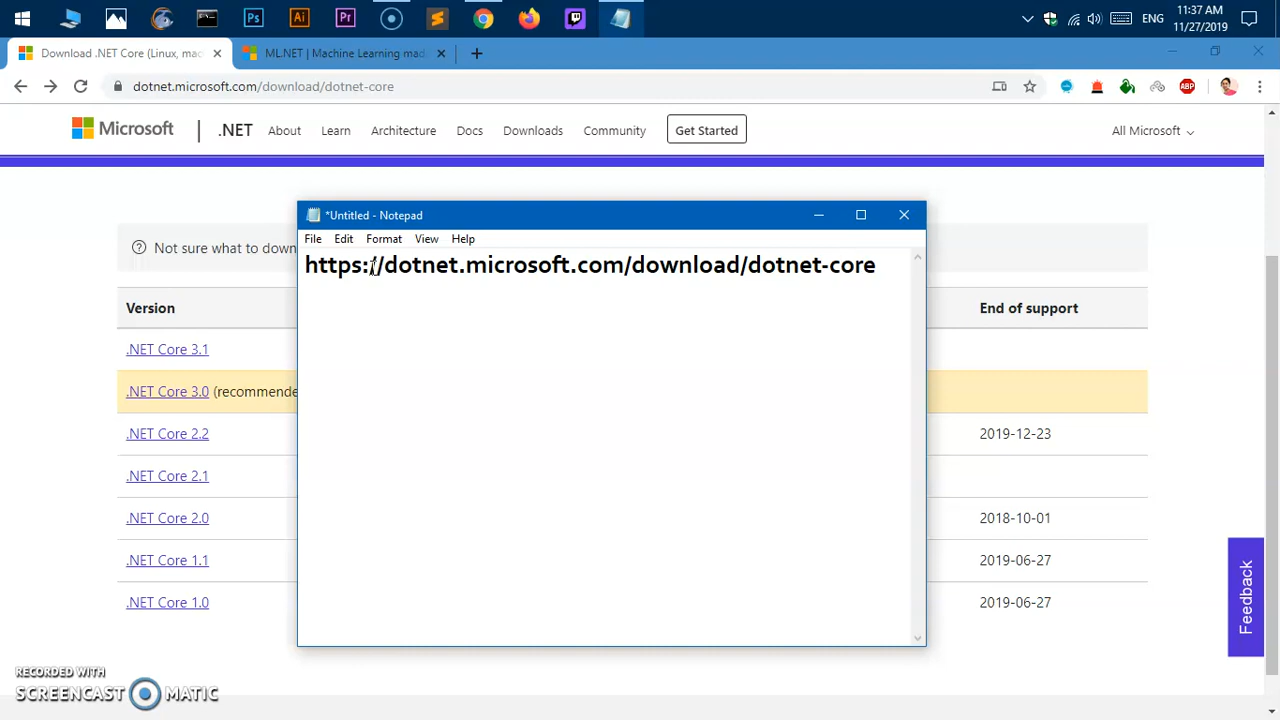 Ps
Ai
Pr
ENG
11:37 AM
11/27/2019
Download .NET Core (Linux, mac
ML.NET | Machine Learning mad
dotnet.microsoft.com/download/dotnet-core
ABP
Microsoft | .NET About Learn Architecture Docs Downloads Community Get Started All Microsoft
Not sure what to down
*Untitled - Notepad
File Edit Format View Help
https://dotnet.microsoft.com/download/dotnet-core
Version
End of support
.NET Core 3.1
.NET Core 3.0 (recommende
.NET Core 2.2
2019-12-23
.NET Core 2.1
.NET Core 2.0
2018-10-01
.NET Core 1.1
2019-06-27
.NET Core 1.0
2019-06-27
Feedback
RECORDED WITH
SCREENCAST MATIC